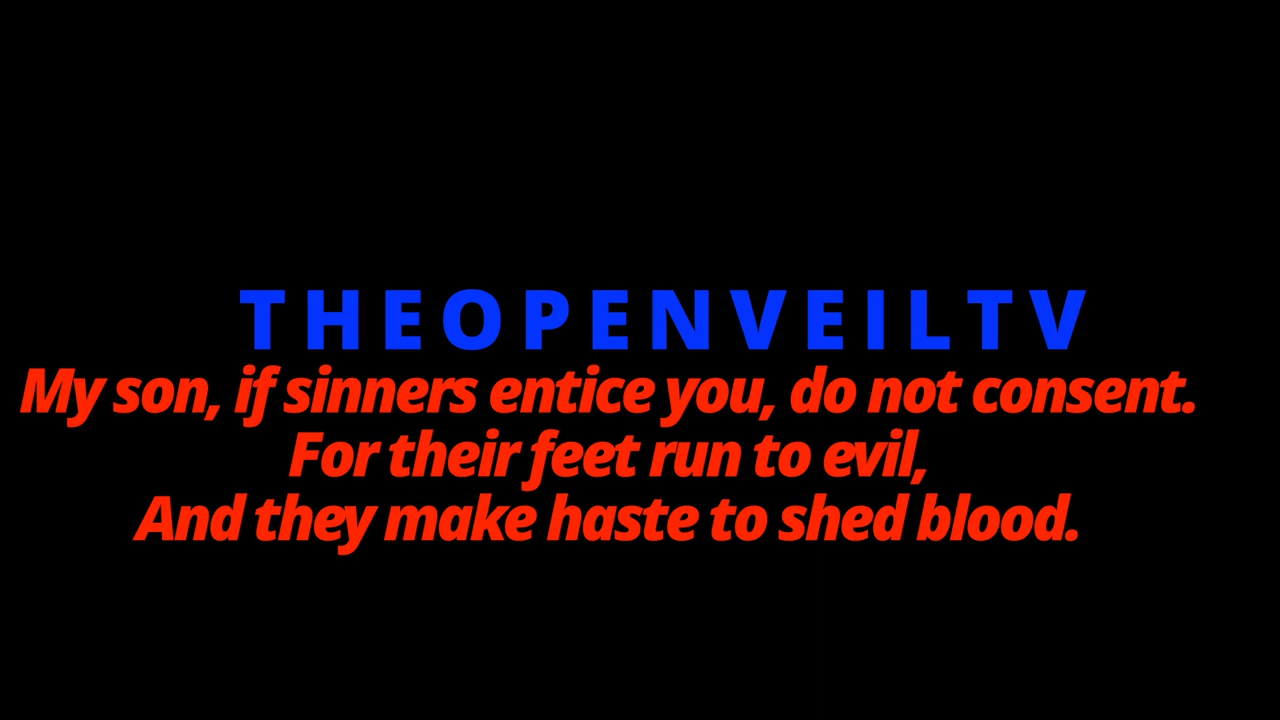 THEOPENVEILTV
My son, if sinners entice you, do not consent.
For their feet run to evil,
And they make haste to shed blood.